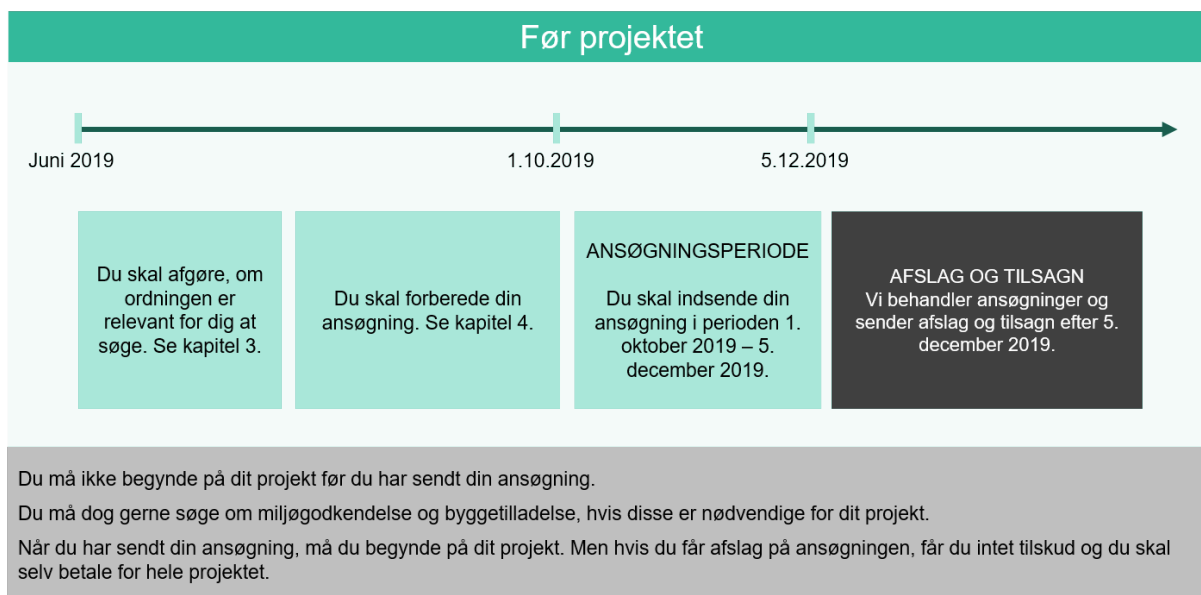 Før projektet
Juni 2019
1.10.2019
5.12.2019
Du skal afgøre, om
ordningen er
relevant for dig at
søge. Se kapitel 3.
Du skal forberede din
ansøgning. Se kapitel 4.
ANSØGNINGSPERIODE
Du skal indsende din
ansøgning i perioden 1.
oktober 2019 – 5.
december 2019.
AFSLAG OG TILSAGN
Vi behandler ansøgninger og
sender afslag og tilsagn efter 5.
december 2019.
Du må ikke begynde på dit projekt før du har sendt din ansøgning.
Du må dog gerne søge om miljøgodkendelse og byggetilladelse, hvis disse er nødvendige for dit projekt.
Når du har sendt din ansøgning, må du begynde på dit projekt. Men hvis du får afslag på ansøgningen, får du intet tilskud og du skal
selv betale for hele projektet.